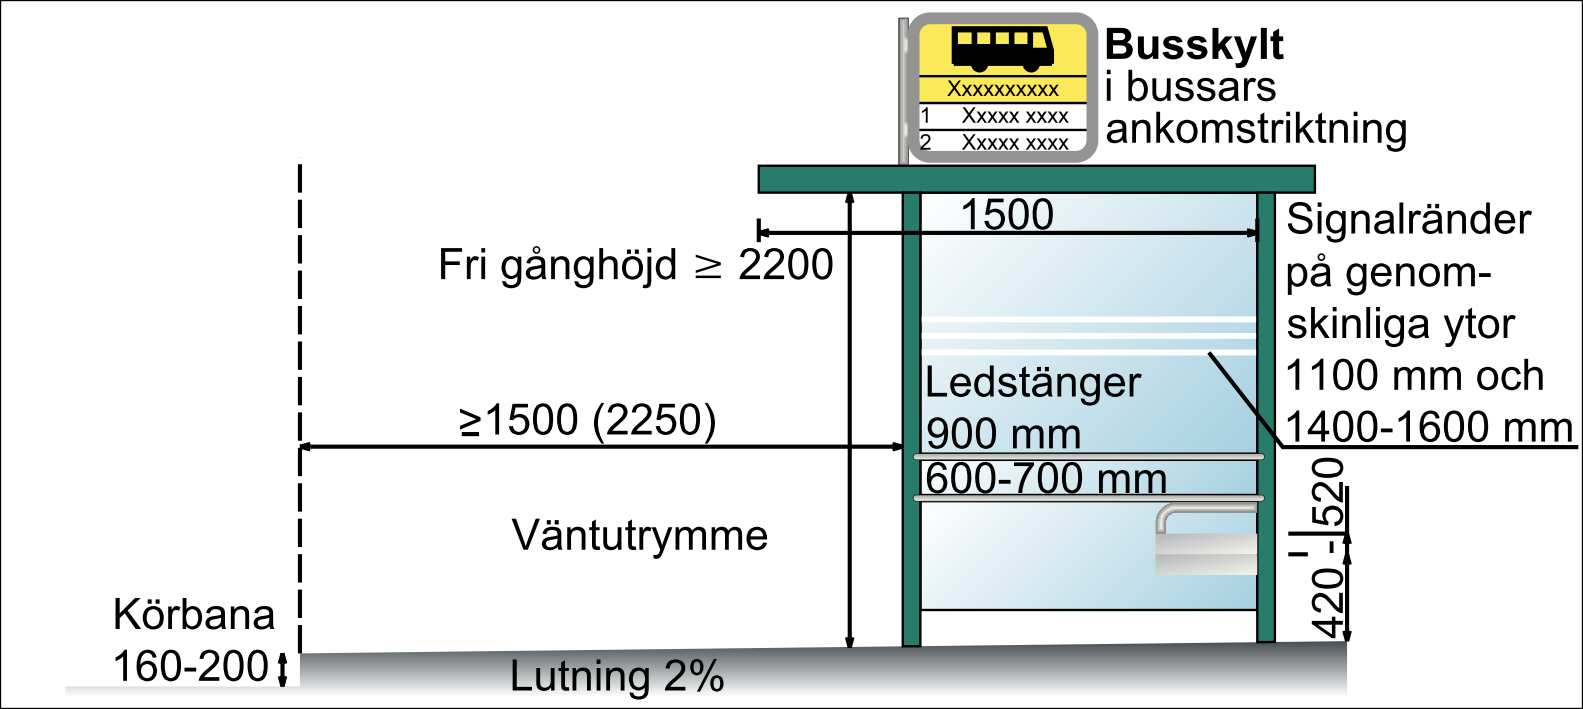 Busskylt
i bussars
ankomstriktning
Xxxxxxxxxx
1 Xxxxx xxxx
2 Xxxxx xxxx
1500
Fri gånghöjd ≥ 2200
Signalränder
på genom-
skinliga ytor
1100 mm och
1400-1600 mm
Ledstänger
900 mm
600-700 mm
≥1500 (2250)
Väntutrymme
420 - 520
Körbana
160-200
Lutning 2%